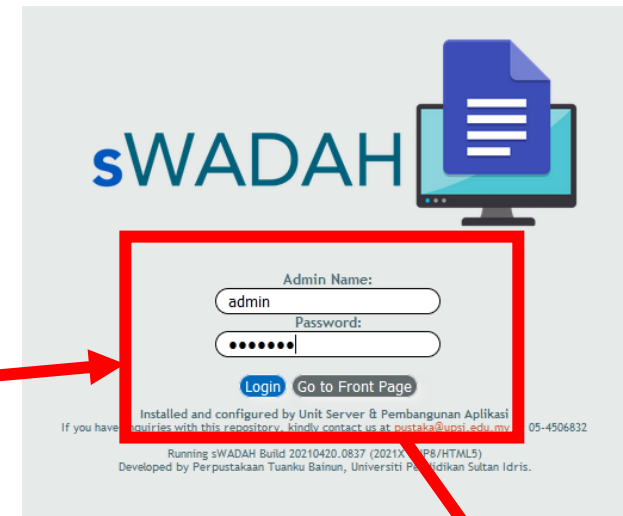 sWADAH
Admin Name:
admin
Password:
•••••••
Login Go to Front Page
Installed and configured by Unit Server & Pembangunan Aplikasi
If you have enquiries with this repository, kindly contact us at pustaka@upsi.edu.my 05-4506832
Running sWADAH Build 20210420.0837 (2021X /HTML5)
Developed by Perpustakaan Tuanku Bainun, Universiti Pendidikan Sultan Idris.